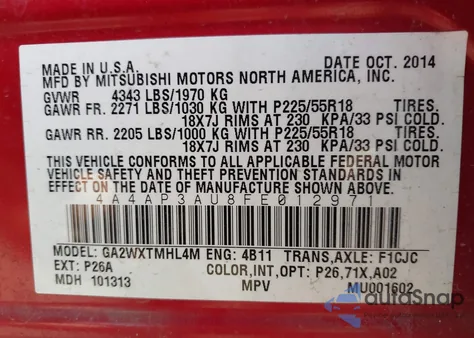 MADE IN U.S.A. DATE OCT. 2014
MFD BY MITSUBISHI MOTORS NORTH AMERICA, INC.
GVWR 4343 LBS/1970 KG
GAWR FR. 2271 LBS/1030 KG WITH P225/55R18 TIRES.
18X7J RIMS AT 230 KPA/33 PSI COLD.
GAWR RR. 2205 LBS/1000 KG WITH P225/55R18 TIRES.
18X7J RIMS AT 230 KPA/33 PSI COLD.
THIS VEHICLE CONFORMS TO ALL APPLICABLE FEDERAL MOTOR
VEHICLE SAFETY AND THEFT PREVENTION STANDARDS IN
EFFECT ON THE DATE OF MANUFACTURE SHOWN ABOVE.
4A4AP3AU8FE012971
MODEL: GA2WXTMHL4M ENG: 4B11 TRANS,AXLE: F1CJC
EXT: P26A COLOR,INT,OPT: P26,71X,A02
MDH 101313 MPV MU001602
autoSnap